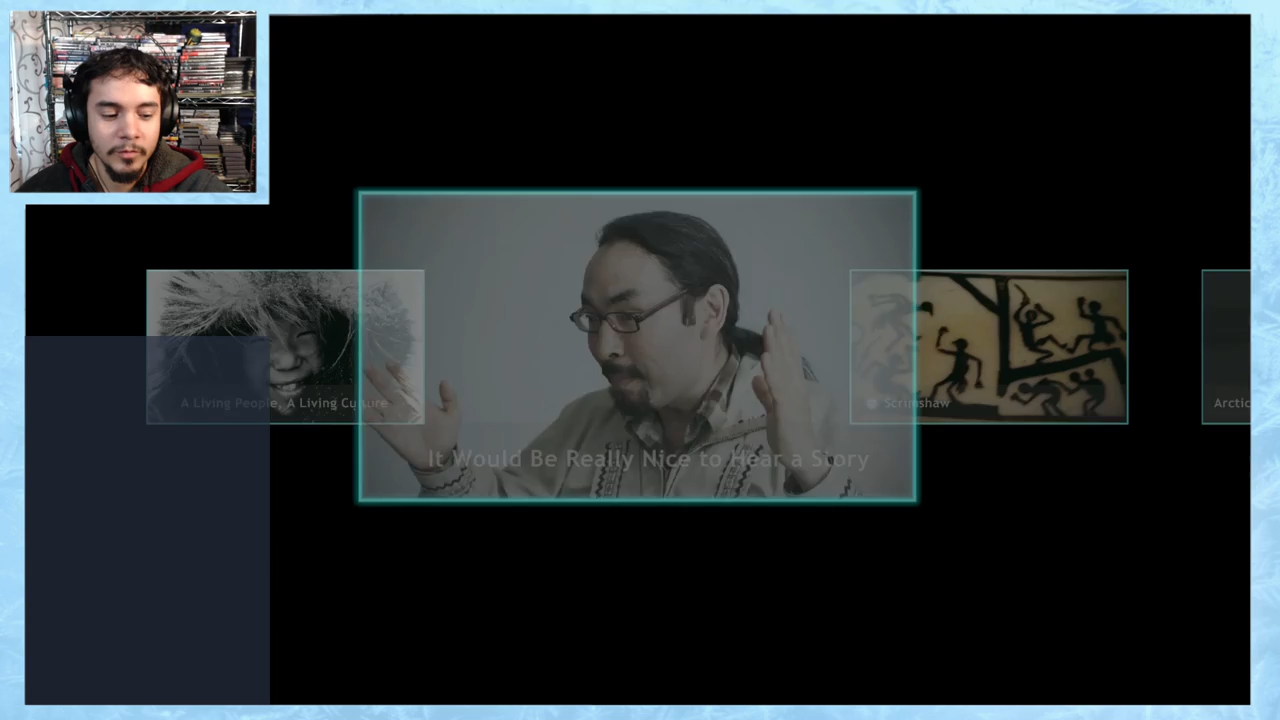 A Living People, A Living Culture
It Would Be Really Nice to Hear a Story
Scrimshaw
Arctic